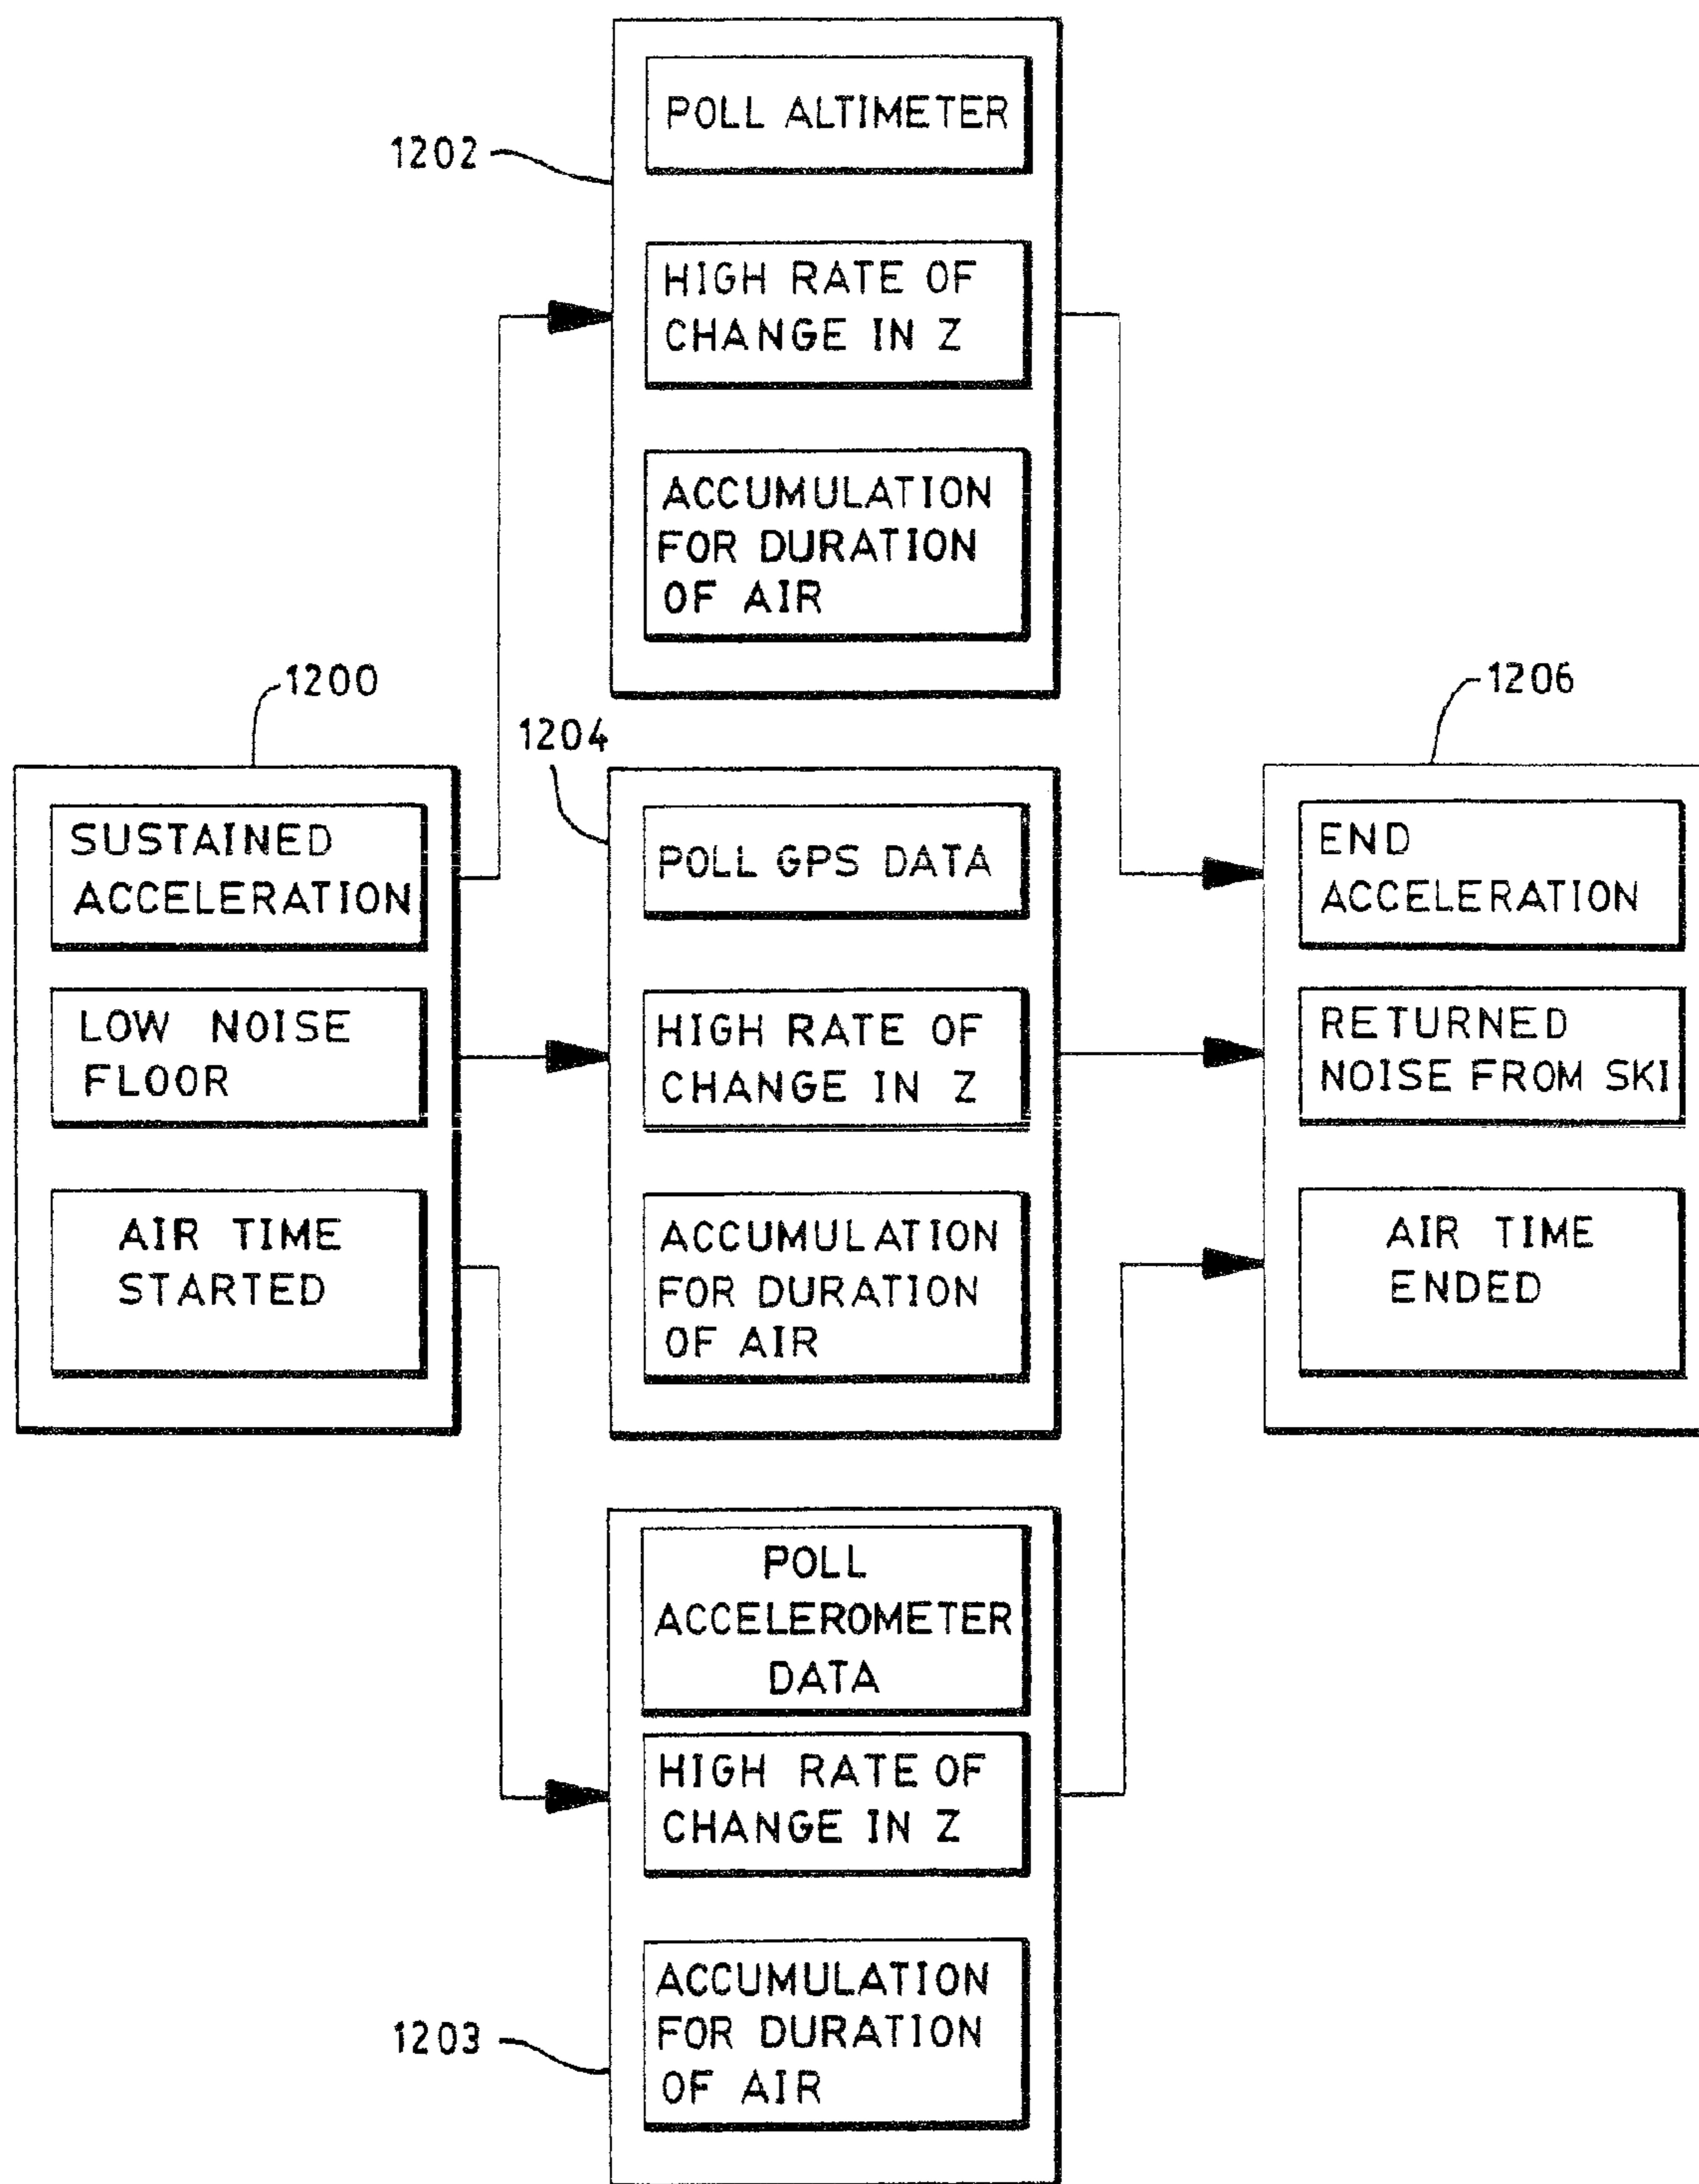 1202
POLL ALTIMETER
HIGH RATE OF
CHANGE IN Z
ACCUMULATION
FOR DURATION
OF AIR
1200
SUSTAINED
ACCELERATION
LOW NOISE
FLOOR
AIR TIME
STARTED
1204
POLL GPS DATA
HIGH RATE OF
CHANGE IN Z
ACCUMULATION
FOR DURATION
OF AIR
1206
END
ACCELERATION
RETURNED
NOISE FROM SKI
AIR TIME
ENDED
POLL
ACCELEROMETER
DATA
HIGH RATE OF
CHANGE IN Z
1203
ACCUMULATION
FOR DURATION
OF AIR